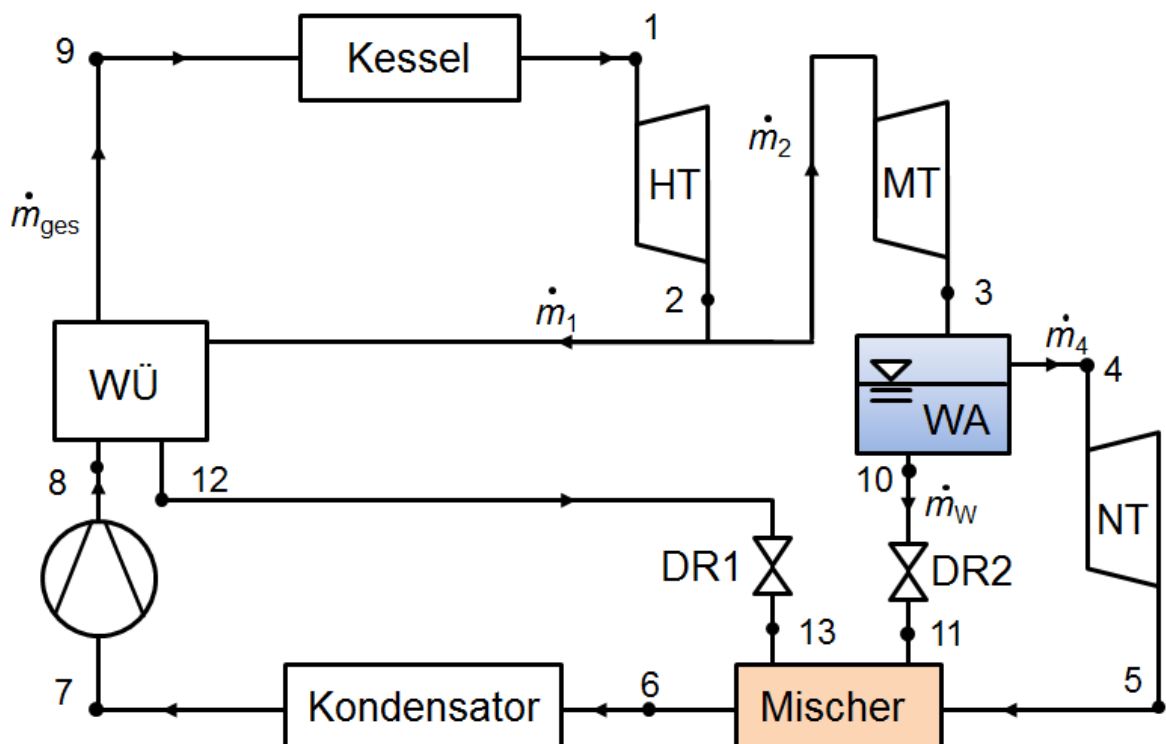 9
Kessel
1
ṁ2
HT
MT
ṁges
2
3
ṁ1
ṁ4
WÜ
4
WA
8
12
10
ṁW
NT
DR1
DR2
13
11
7
6
5
Kondensator
Mischer